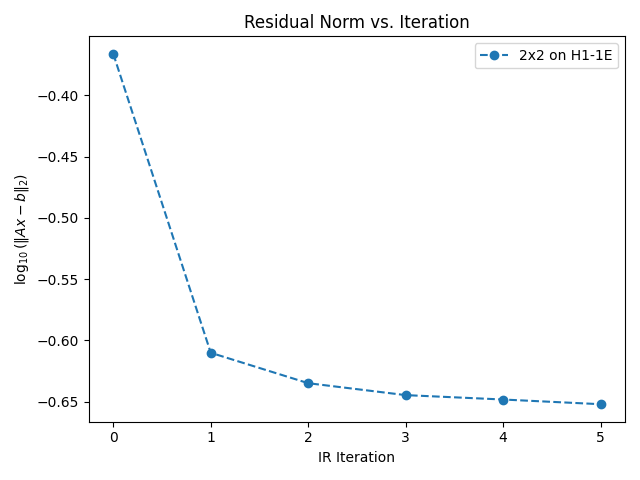 Residual Norm vs. Iteration
2x2 on H1-1E
log₁₀(‖Ax − b‖₂)
−0.40
−0.45
−0.50
−0.55
−0.60
−0.65
0 1 2 3 4 5
IR Iteration